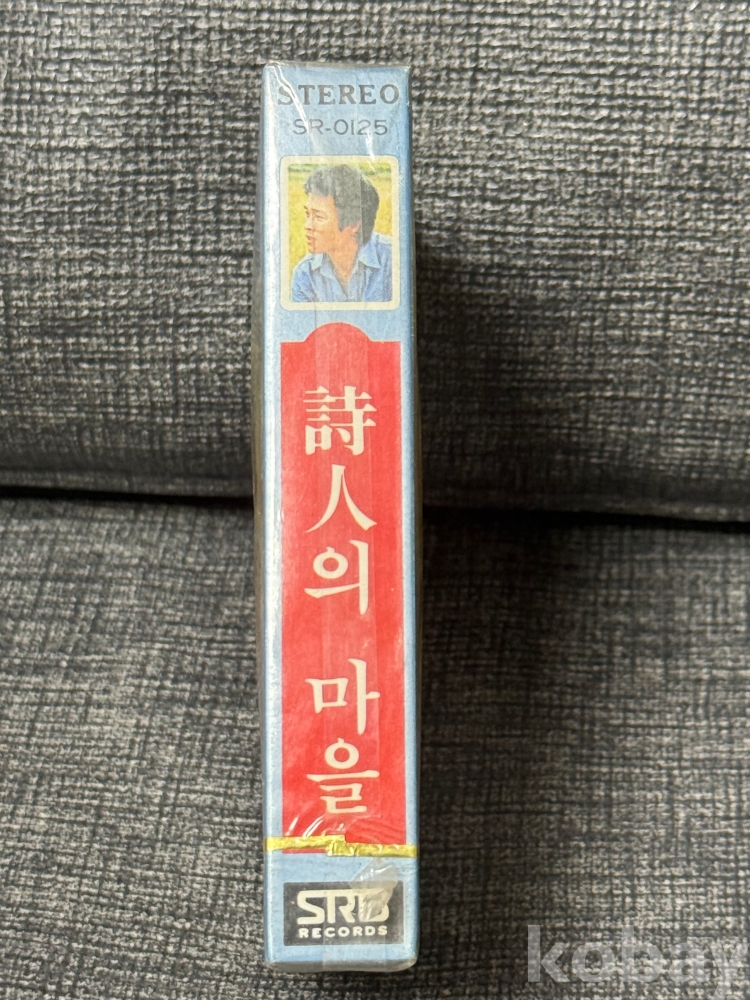 STEREO
SR-0125
詩人의 마을
SRB
RECORDS
kobay